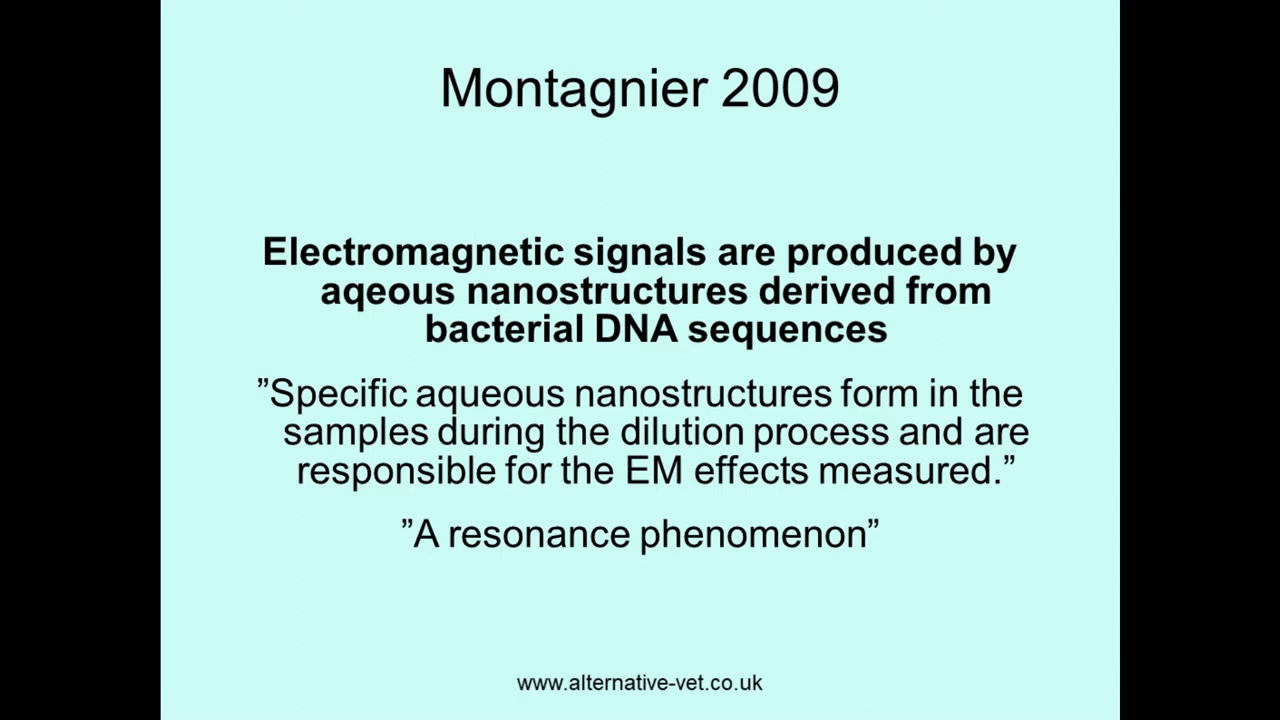 Montagnier 2009
Electromagnetic signals are produced by
aqeous nanostructures derived from
bacterial DNA sequences
”Specific aqueous nanostructures form in the
samples during the dilution process and are
responsible for the EM effects measured.”
”A resonance phenomenon”
www.alternative-vet.co.uk